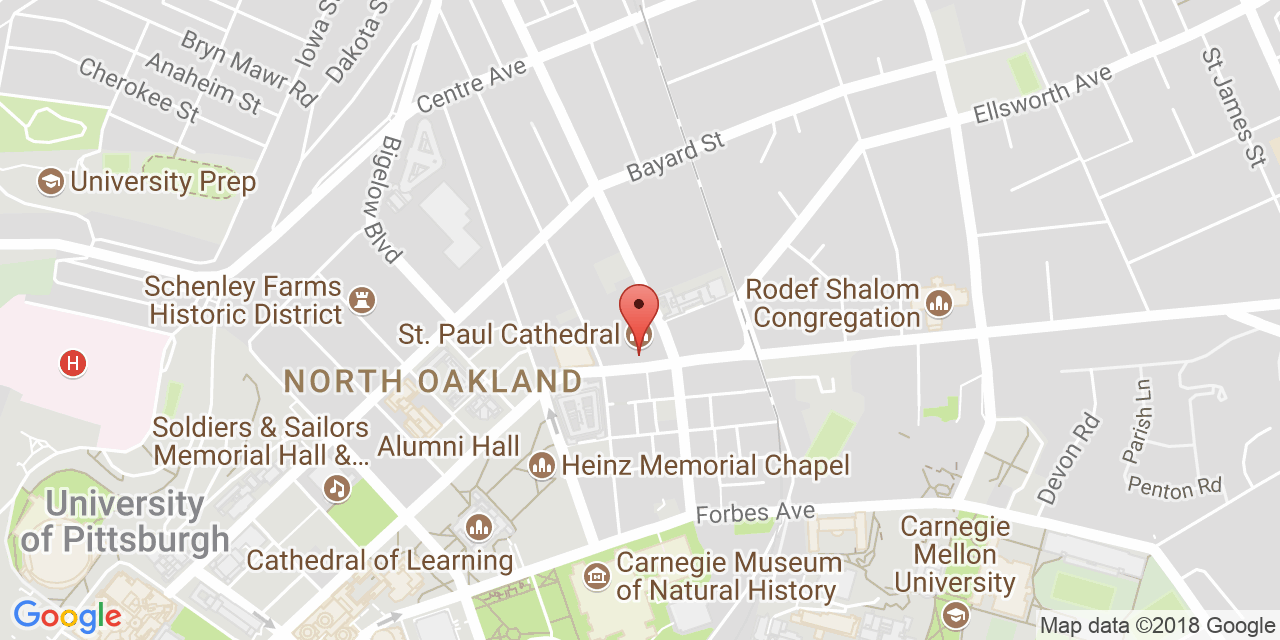 Iowa St
Dakota S
Bryn Mawr Rd
Anaheim St
Cherokee St
Centre Ave
Ellsworth Ave
St James St
Bayard St
Bigelow Blvd
University Prep
Schenley Farms
Historic District
Rodef Shalom
Congregation
St. Paul Cathedral
H
NORTH OAKLAND
Soldiers & Sailors
Memorial Hall &...
Alumni Hall
Heinz Memorial Chapel
Devon Rd
Parish Ln
Penton Rd
University
of Pittsburgh
Forbes Ave
Cathedral of Learning
Carnegie Museum
of Natural History
Carnegie
Mellon
University
Google
Map data ©2018 Google